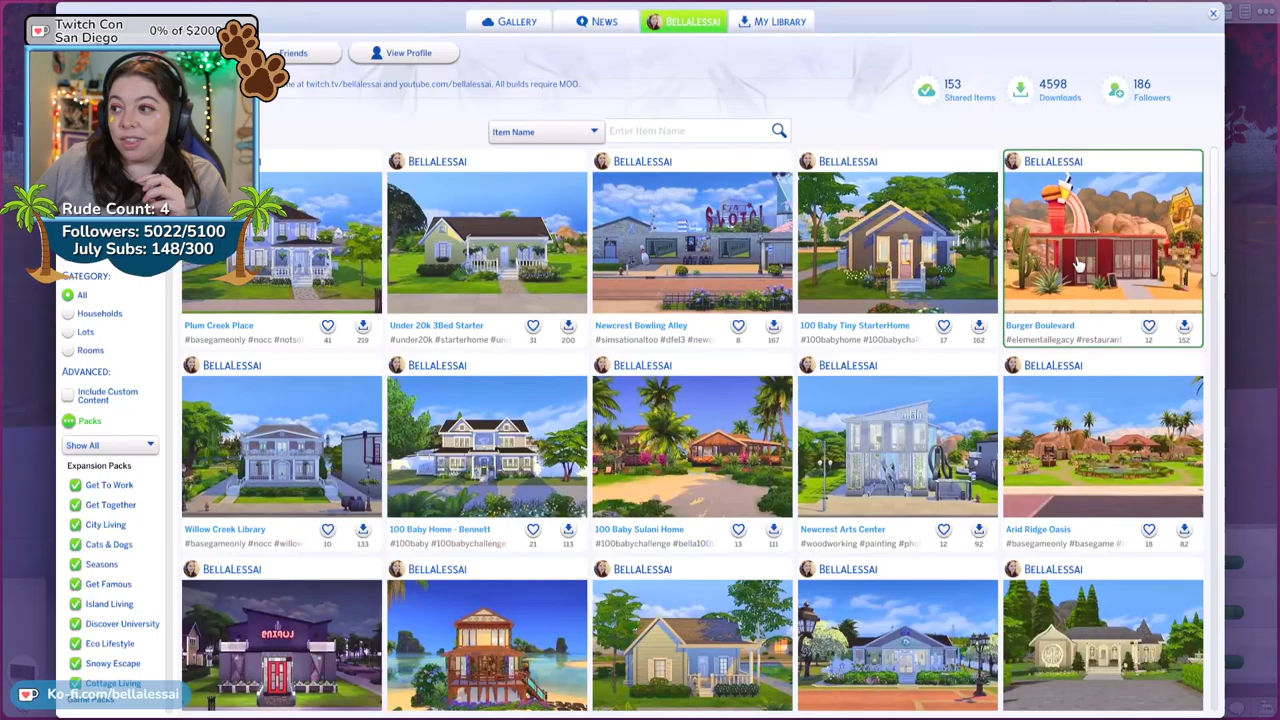 Twitch Con
San Diego
0% of $2000
GALLERY
NEWS
BELLALESSAI
MY LIBRARY
Friends
View Profile
me at twitch.tv/bellalessai and youtube.com/bellalessai. All builds require MOO.
153
Shared Items
4598
Downloads
186
Followers
Item Name
Enter Item Name
Rude Count: 4
Followers: 5022/5100
July Subs: 148/300
CATEGORY:
All
Households
Lots
Rooms
ADVANCED:
Include Custom
Content
Packs
Show All
Expansion Packs
Get To Work
Get Together
City Living
Cats & Dogs
Seasons
Get Famous
Island Living
Discover University
Eco Lifestyle
Snowy Escape
Cottage Living
Game Packs
Ko-fi.com/bellalessai
BELLALESSAI
BELLALESSAI
BELLALESSAI
BELLALESSAI
Plum Creek Place
#basegameonly #nocc #notso
41
219
Under 20k 3Bed Starter
#under20k #starterhome #un
31
200
Newcrest Bowling Alley
#simsationaltoo #dfel3 #newc
8
167
100 Baby Tiny StarterHome
#100babyhome #100babychall
17
162
Burger Boulevard
#elementallegacy #restaurant
12
152
BELLALESSAI
BELLALESSAI
BELLALESSAI
BELLALESSAI
BELLALESSAI
Willow Creek Library
#basegameonly #nocc #willow
10
133
100 Baby Home - Bennett
#100baby #100babychallenge
21
113
100 Baby Sulani Home
#100babychallenge #bella100
13
111
Newcrest Arts Center
#woodworking #painting #pho
12
92
Arid Ridge Oasis
#basegameonly #basegame #
18
82
BELLALESSAI
BELLALESSAI
BELLALESSAI
BELLALESSAI
BELLALESSAI